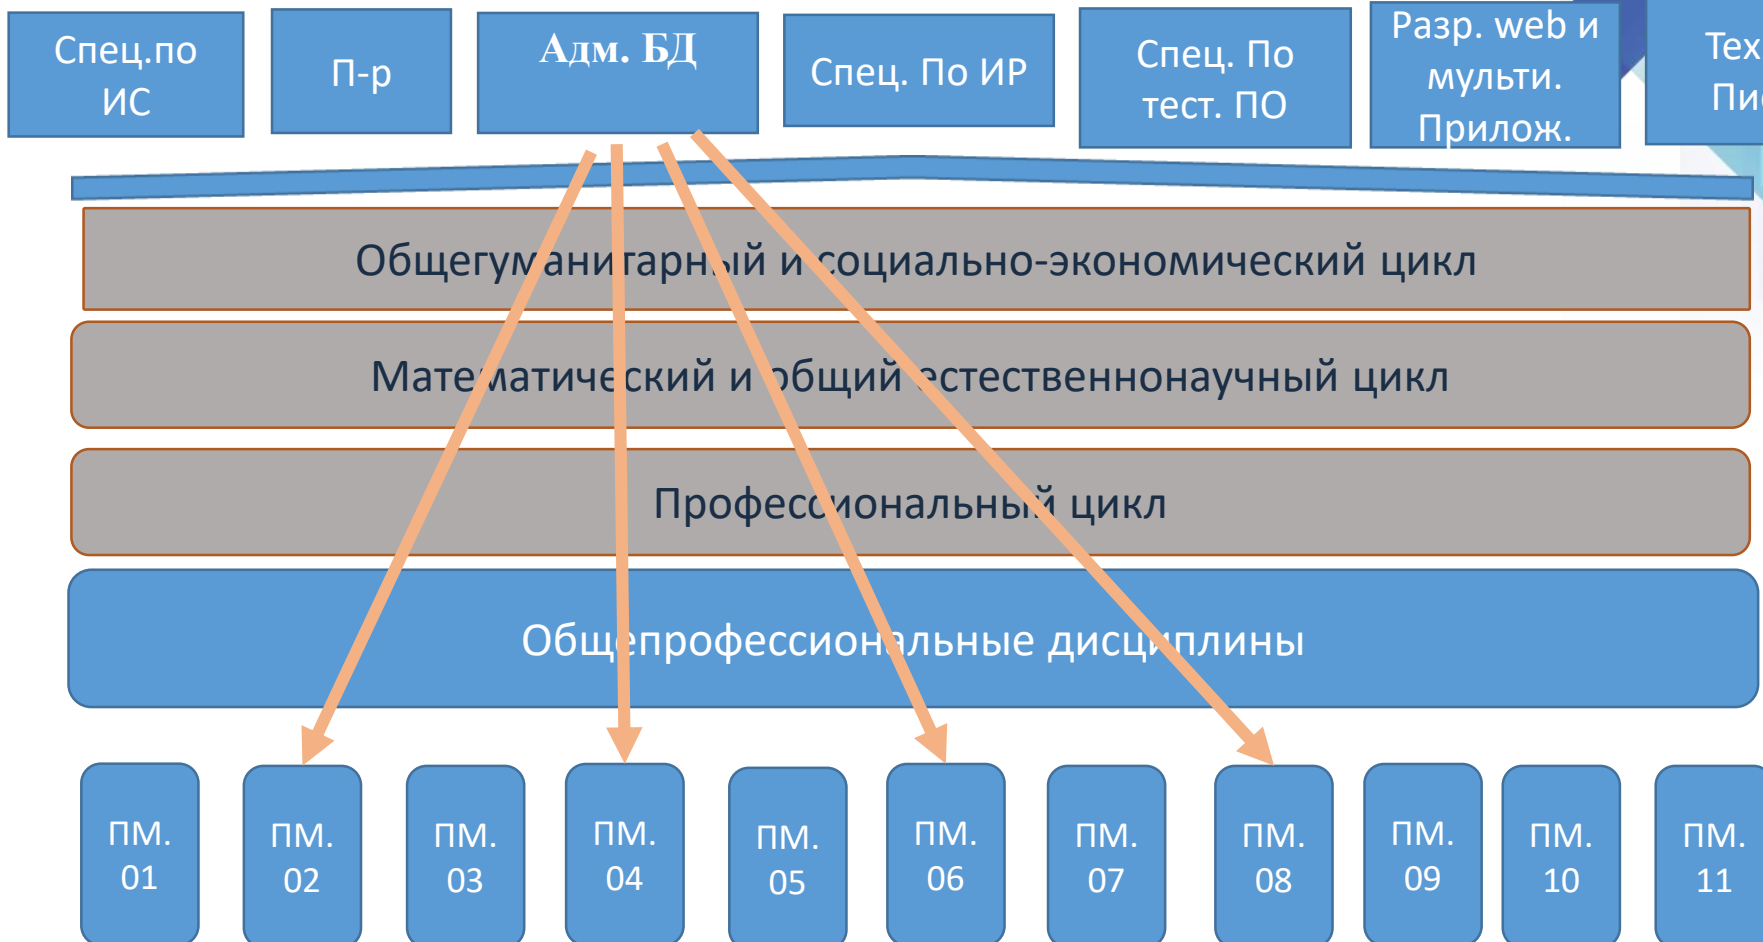 Спец.по
ИС
П-р
Адм. БД
Спец. По ИР
Спец. По
тест. ПО
Разр. web и
мульти.
Прилож.
Общегуманитарный и социально-экономический цикл
Математический и общий естественнонаучный цикл
Профессиональный цикл
Общепрофессиональные дисциплины
ПМ.
01
ПМ.
02
ПМ.
03
ПМ.
04
ПМ.
05
ПМ.
06
ПМ.
07
ПМ.
08
ПМ.
09
ПМ.
10
ПМ.
11